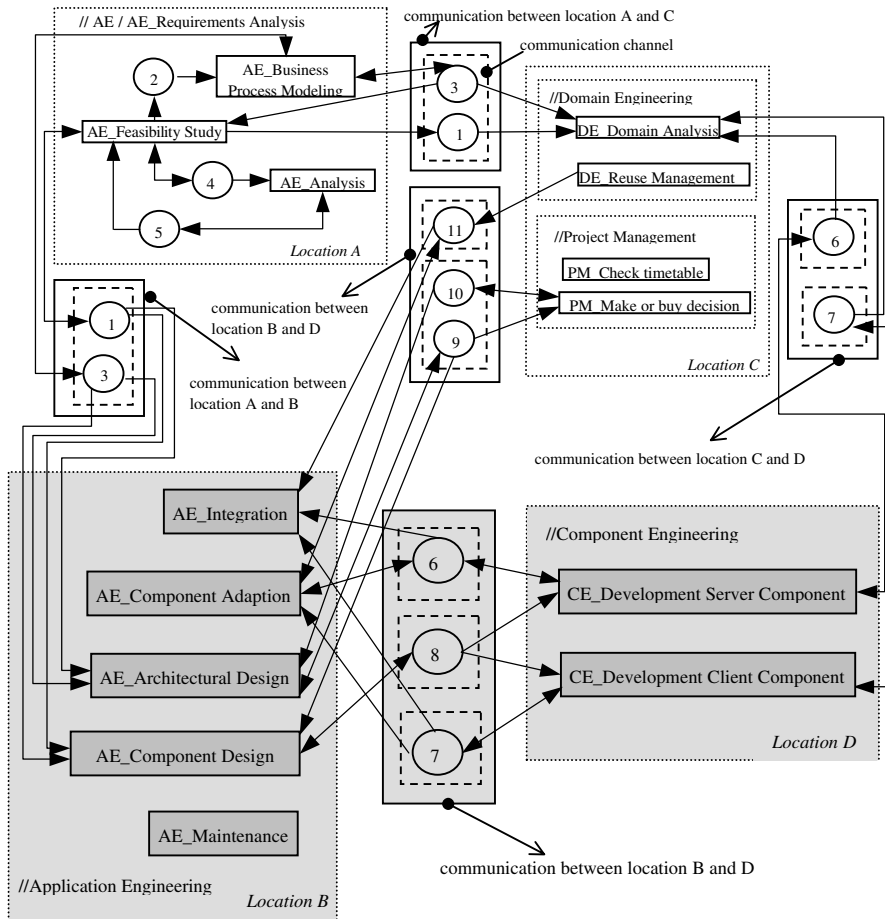 communication between location A and C
// AE / AE_Requirements Analysis
communication channel
AE_Business
Process Modeling
2
3
//Domain Engineering
AE_Feasibility Study
1
DE_Domain Analysis
4
AE_Analysis
DE_Reuse Management
5
Location A
11
6
//Project Management
PM_Check timetable
10
PM_Make or buy decision
7
9
Location C
communication between
location B and D
1
3
communication between
location A and B
communication between location C and D
AE_Integration
//Component Engineering
6
AE_Component Adaption
CE_Development Server Component
8
AE_Architectural Design
CE_Development Client Component
7
AE_Component Design
Location D
AE_Maintenance
communication between location B and D
//Application Engineering
Location B